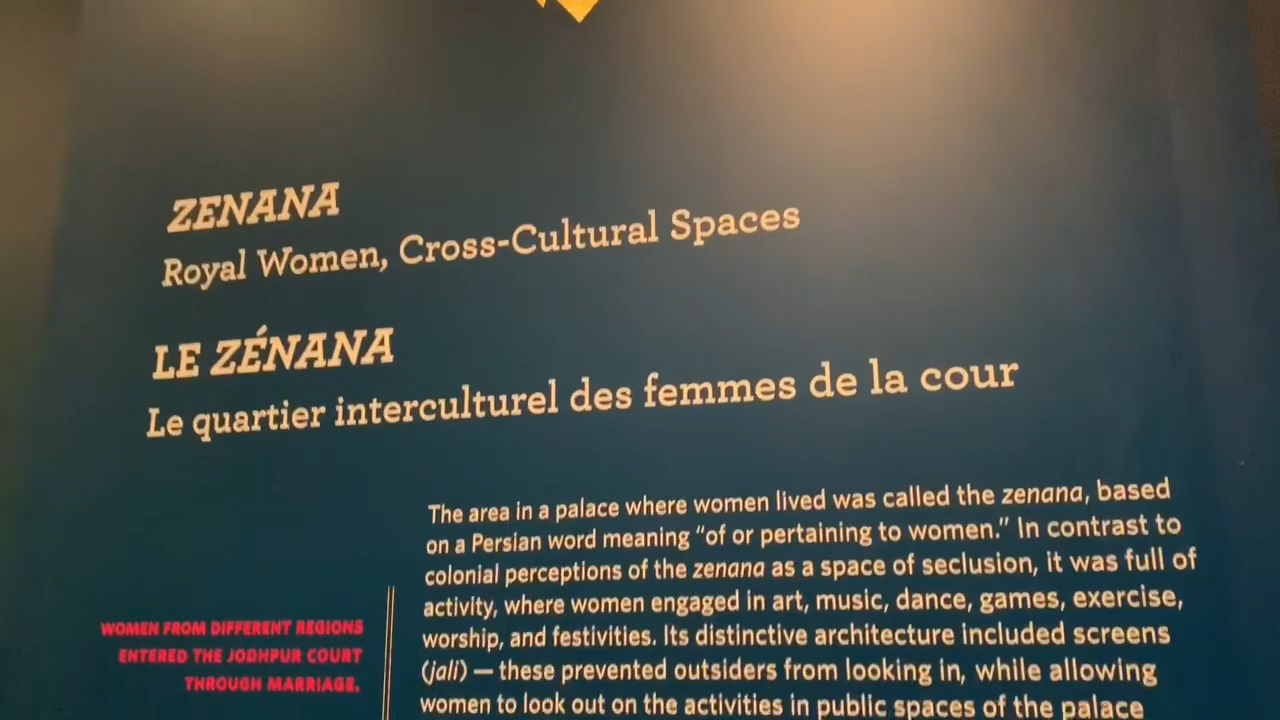 ZENANA
Royal Women, Cross-Cultural Spaces
LE ZÉNANA
Le quartier interculturel des femmes de la cour
The area in a palace where women lived was called the zenana, based
on a Persian word meaning “of or pertaining to women.” In contrast to
colonial perceptions of the zenana as a space of seclusion, it was full of
activity, where women engaged in art, music, dance, games, exercise,
worship, and festivities. Its distinctive architecture included screens
(jali) — these prevented outsiders from looking in, while allowing
women to look out on the activities in public spaces of the palace
WOMEN FROM DIFFERENT REGIONS
ENTERED THE JODHPUR COURT
THROUGH MARRIAGE.